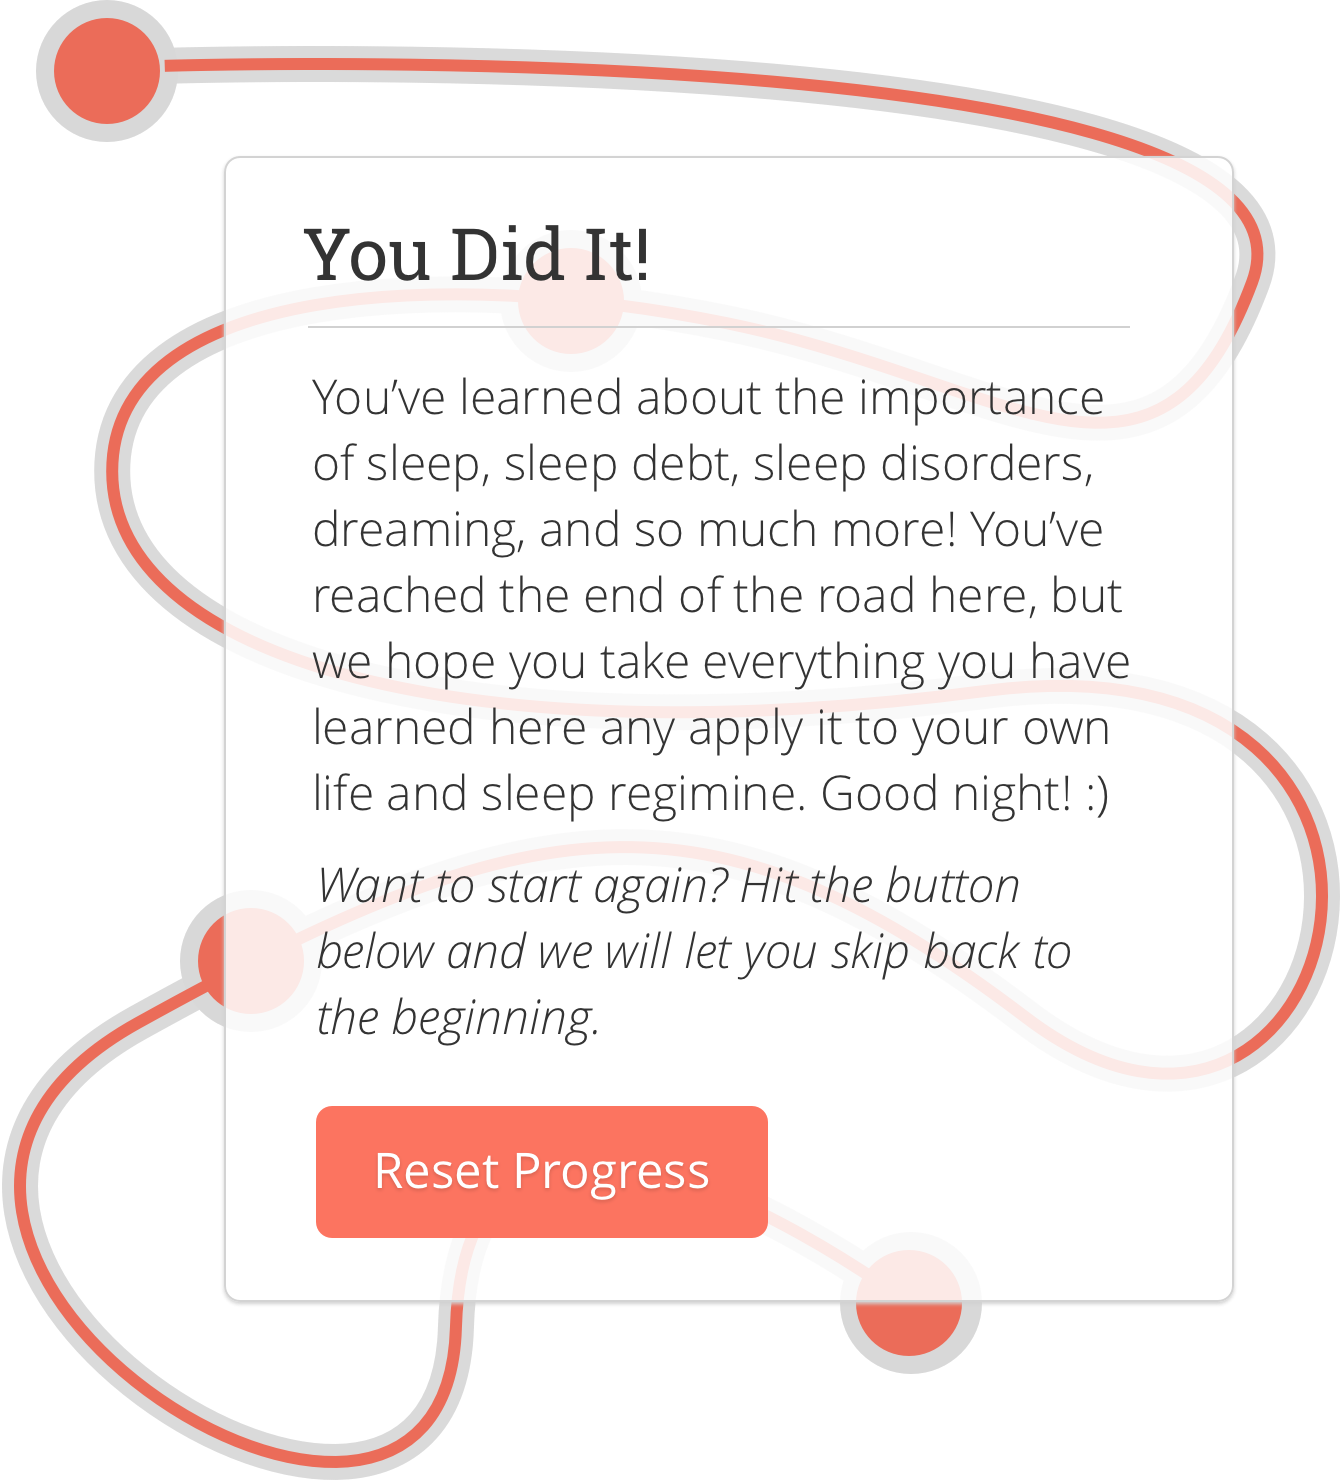 You Did It!
You’ve learned about the importance
of sleep, sleep debt, sleep disorders,
dreaming, and so much more! You’ve
reached the end of the road here, but
we hope you take everything you have
learned here any apply it to your own
life and sleep regimine. Good night! :)
Want to start again? Hit the button
below and we will let you skip back to
the beginning.
Reset Progress